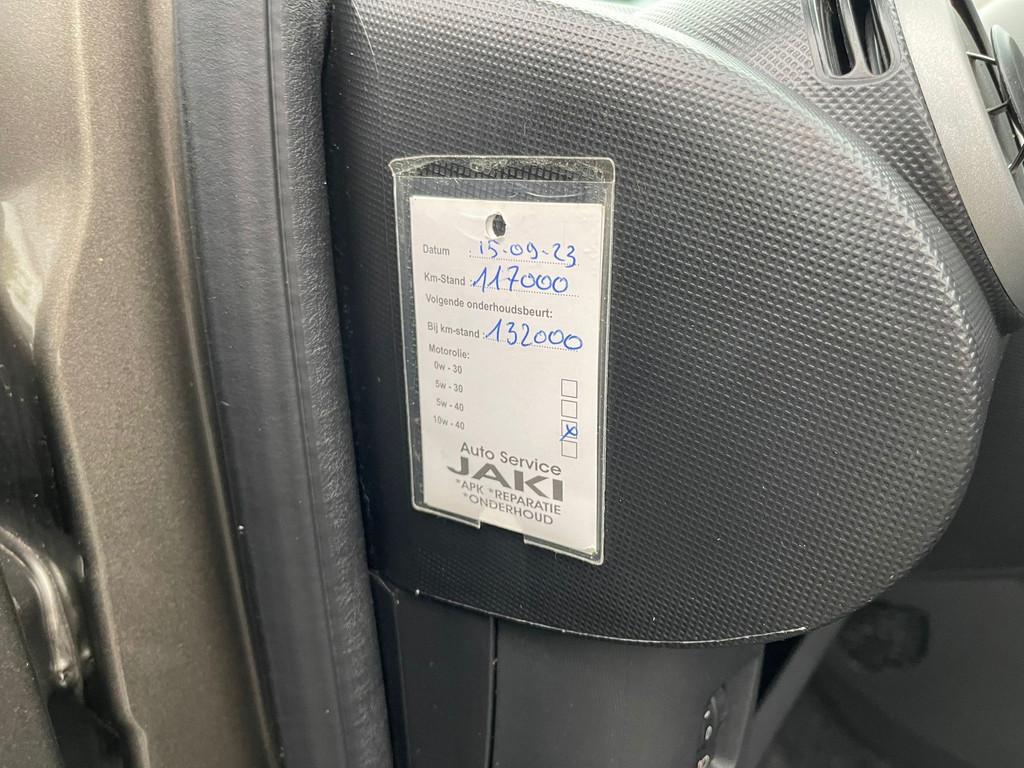 Datum : 15-09-23
Km-Stand : 117000
Volgende onderhoudsbeurt:
Bij km-stand : 132000
Motorolie:
0w - 30
5w - 30
5w - 40 x
10w - 40
Auto Service
JAKI
*APK *REPARATIE
*ONDERHOUD